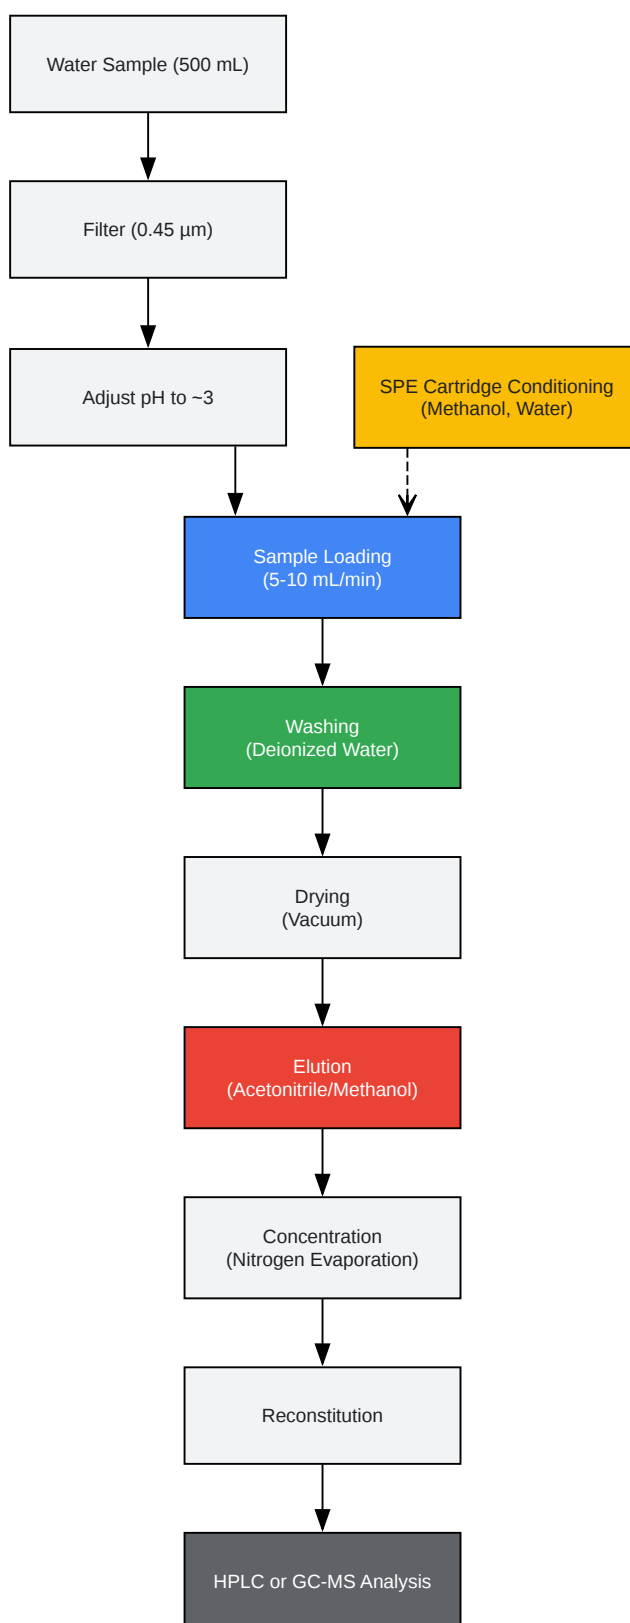 Water Sample (500 mL)
Filter (0.45 µm)
Adjust pH to ~3
SPE Cartridge Conditioning
(Methanol, Water)
Sample Loading
(5-10 mL/min)
Washing
(Deionized Water)
Drying
(Vacuum)
Elution
(Acetonitrile/Methanol)
Concentration
(Nitrogen Evaporation)
Reconstitution
HPLC or GC-MS Analysis